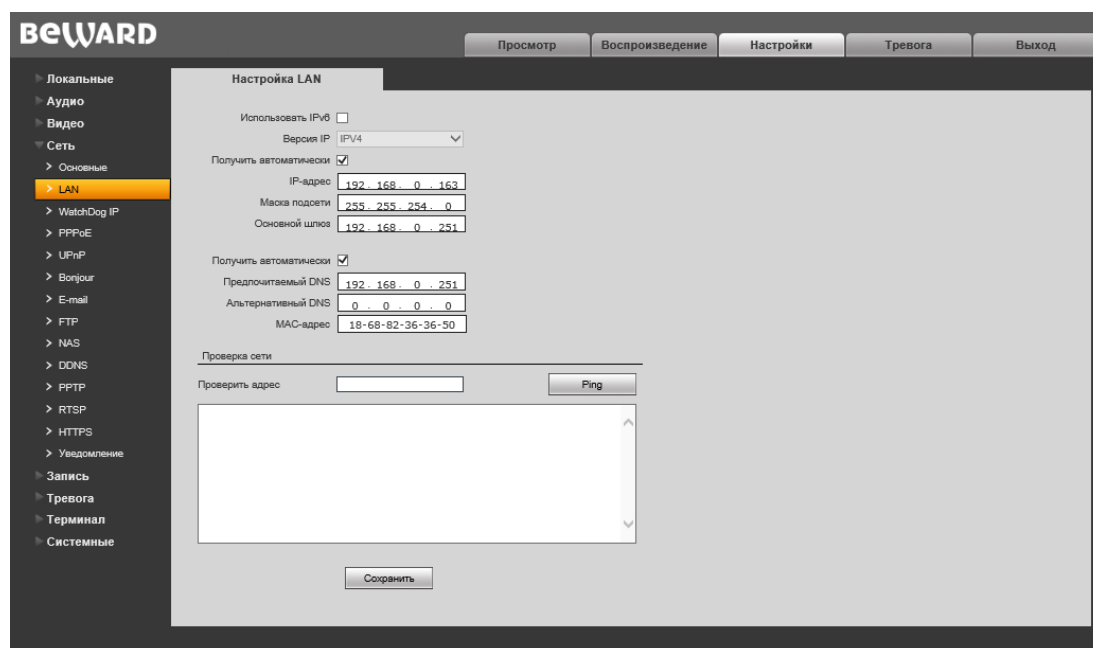 BEWARD
Просмотр
Воспроизведение
Настройки
Тревога
Выход
Локальные
Аудио
Видео
Сеть
Основные
LAN
WatchDog IP
PPPoE
UPnP
Bonjour
E-mail
FTP
NAS
DDNS
PPTP
RTSP
HTTPS
Уведомление
Запись
Тревога
Терминал
Системные
Настройка LAN
Использовать IPv6
Версия IP IPV4
Получить автоматически
IP-адрес 192. 168. 0 . 163
Маска подсети 255. 255. 254. 0
Основной шлюз 192. 168. 0 . 251
Получить автоматически
Предпочитаемый DNS 192. 168. 0 . 251
Альтернативный DNS 0 . 0 . 0 . 0
MAC-адрес 18-68-82-36-36-50
Проверка сети
Проверить адрес Ping
Сохранить